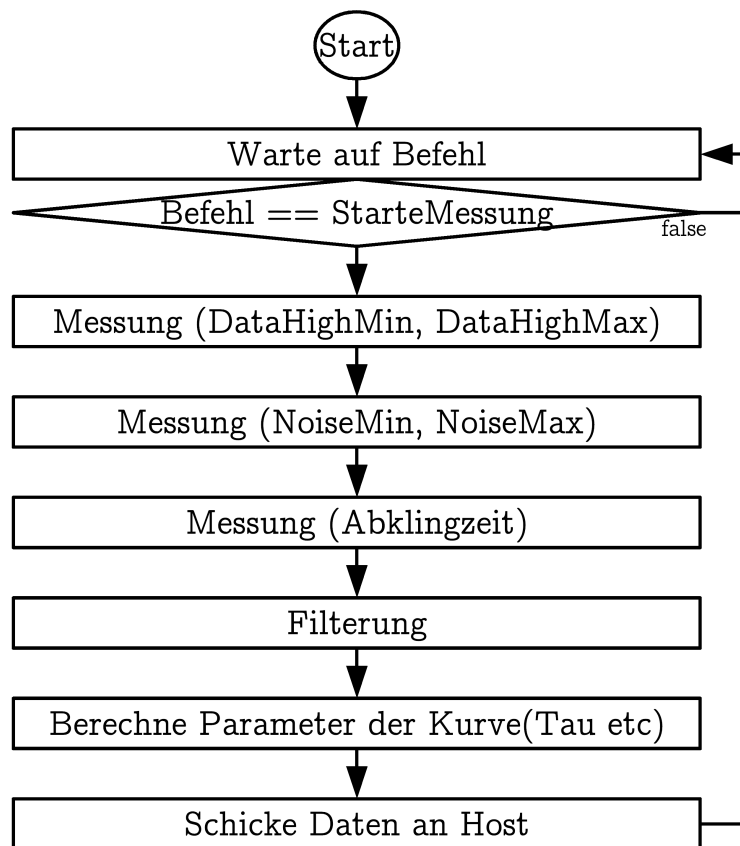 Start
Warte auf Befehl
Befehl == StarteMessung
false
Messung (DataHighMin, DataHighMax)
Messung (NoiseMin, NoiseMax)
Messung (Abklingzeit)
Filterung
Berechne Parameter der Kurve(Tau etc)
Schicke Daten an Host